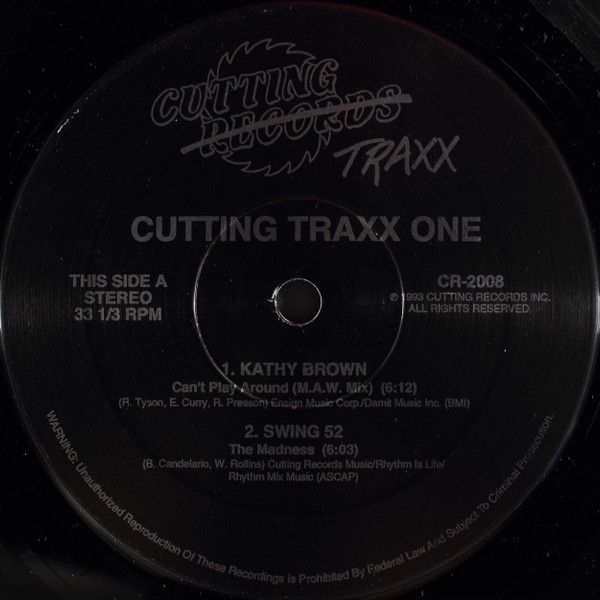 CUTTING
RECORDS
TRAXX
CUTTING TRAXX ONE
THIS SIDE A
STEREO
33 1/3 RPM
CR-2008
℗ 1993 CUTTING RECORDS INC.
ALL RIGHTS RESERVED.
1. KATHY BROWN
Can't Play Around (M.A.W. Mix) (6:12)
(R. Tyson, E. Curry, R. Presson) Ensign Music Corp./Damit Music Inc. (BMI)
2. SWING 52
The Madness (6:03)
(B. Candelario, W. Rollins) Cutting Records Music/Rhythm Is Life/
Rhythm Mix Music (ASCAP)
WARNING: Unauthorized Reproduction Of These Recordings Is Prohibited By Federal Law And Subject To Criminal Prosecution.